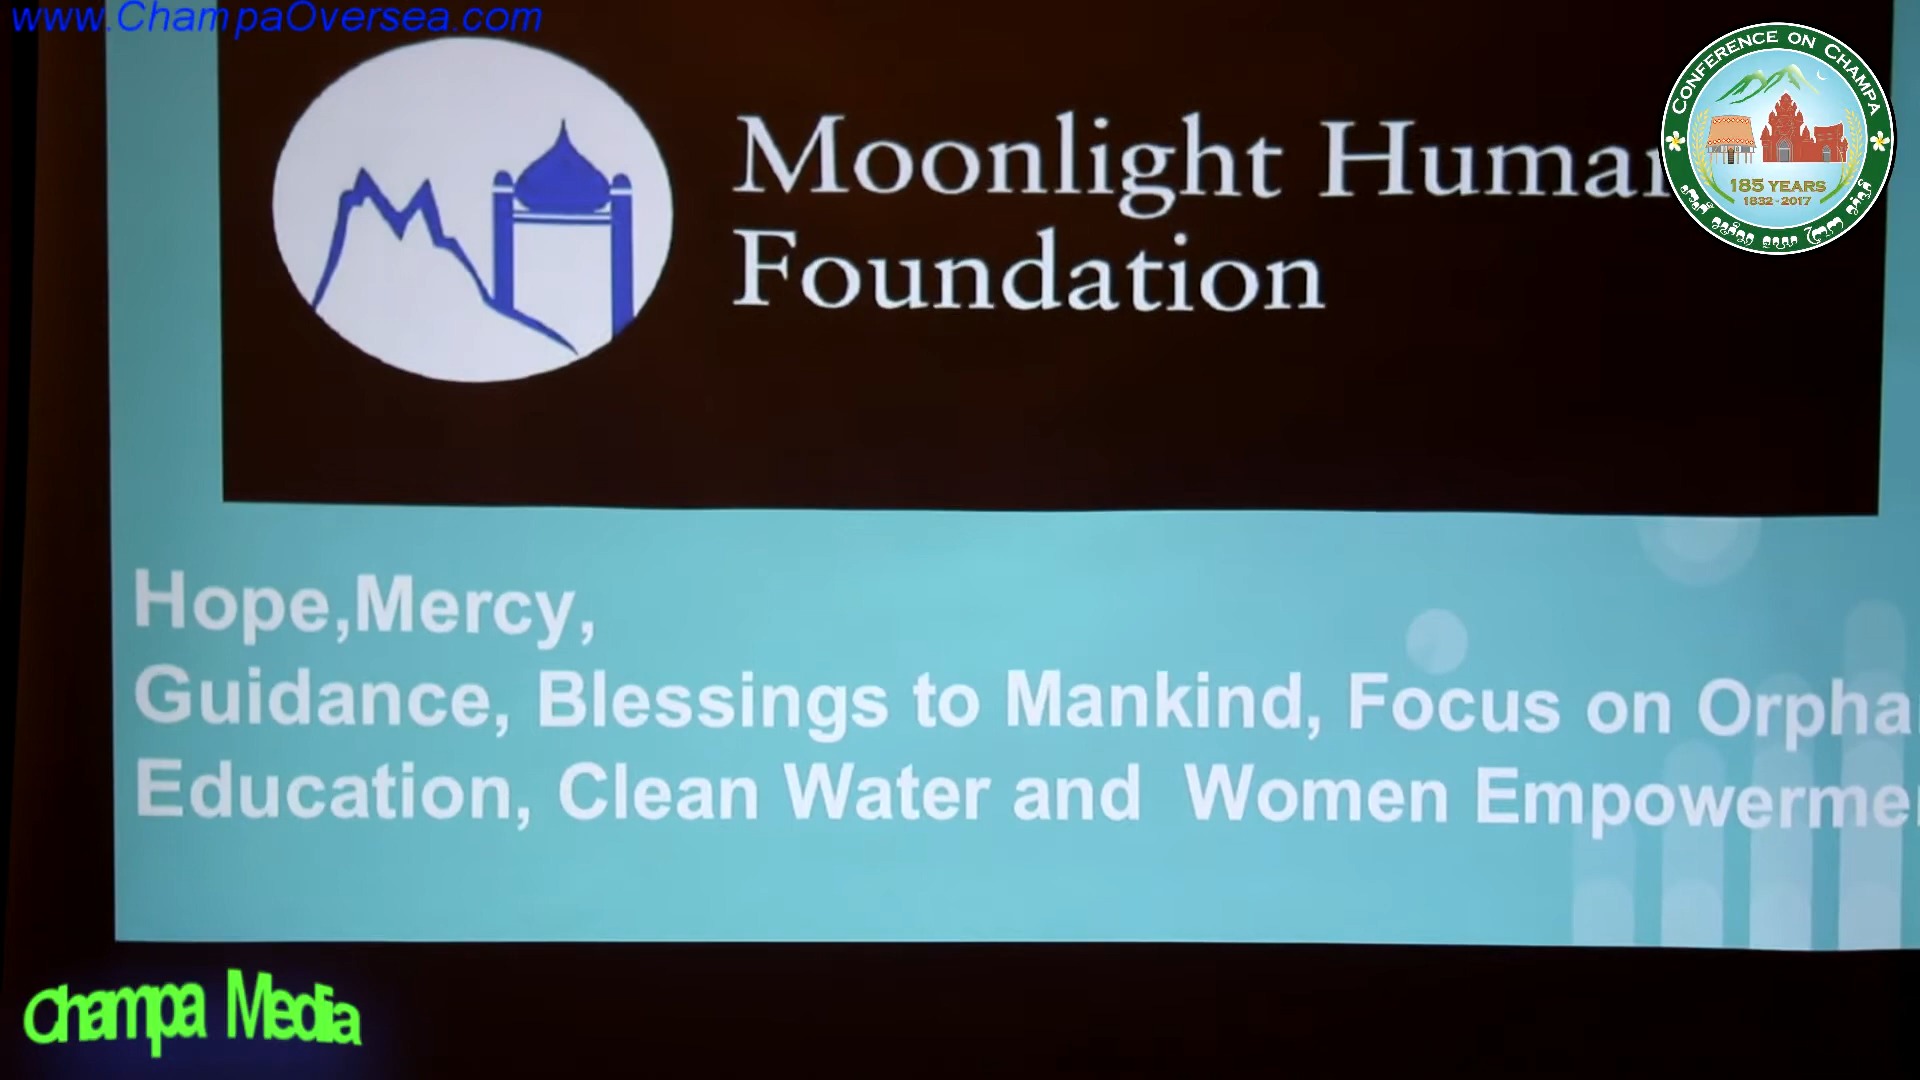 www.ChampaOversea.com
CONFERENCE ON CHAMPA
185 YEARS
1832-2017
Moonlight Human
Foundation
Hope,Mercy,
Guidance, Blessings to Mankind, Focus on Orpha
Education, Clean Water and Women Empowerme
Champa Media